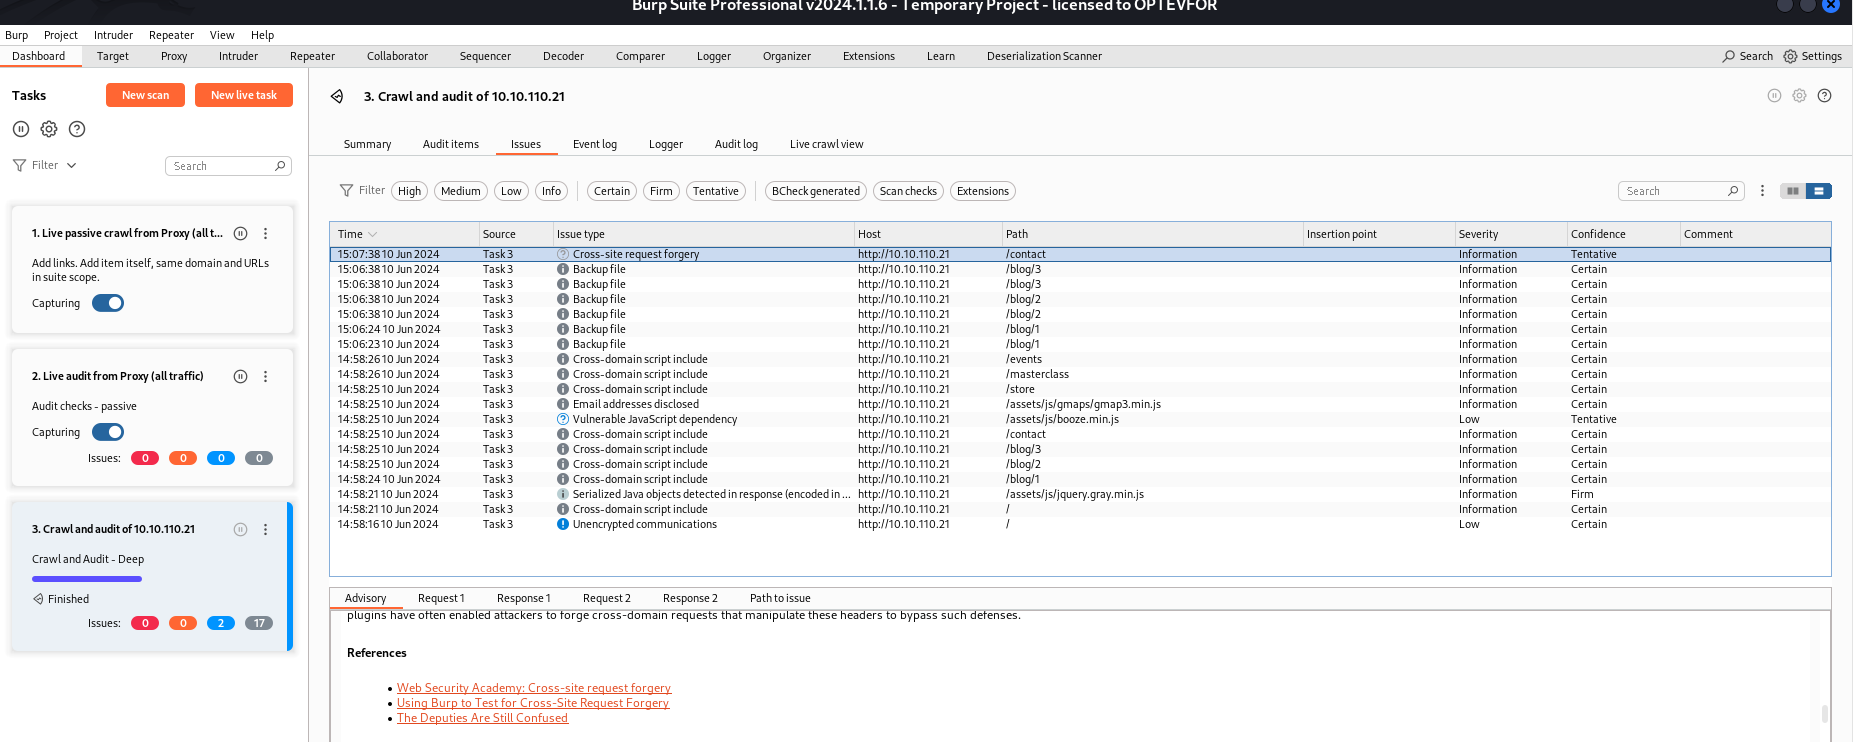 Burp Suite Professional v2024.1.1.6 - Temporary Project - licensed to OPTEVFOR
Burp Project Intruder Repeater View Help
Dashboard Target Proxy Intruder Repeater Collaborator Sequencer Decoder Comparer Logger Organizer Extensions Learn Deserialization Scanner Search Settings
Tasks New scan New live task
Filter Search
1. Live passive crawl from Proxy (all t...
Add links. Add item itself, same domain and URLs
in suite scope.
Capturing
2. Live audit from Proxy (all traffic)
Audit checks - passive
Capturing
Issues: 0 0 0 0
3. Crawl and audit of 10.10.110.21
Crawl and Audit - Deep
Finished
Issues: 0 0 2 17
3. Crawl and audit of 10.10.110.21
Summary Audit items Issues Event log Logger Audit log Live crawl view
Filter High Medium Low Info Certain Firm Tentative BCheck generated Scan checks Extensions Search
Time Source Issue type Host Path Insertion point Severity Confidence Comment
15:07:38 10 Jun 2024 Task 3 Cross-site request forgery http://10.10.110.21 /contact Information Tentative
15:06:38 10 Jun 2024 Task 3 Backup file http://10.10.110.21 /blog/3 Information Certain
15:06:38 10 Jun 2024 Task 3 Backup file http://10.10.110.21 /blog/3 Information Certain
15:06:38 10 Jun 2024 Task 3 Backup file http://10.10.110.21 /blog/2 Information Certain
15:06:38 10 Jun 2024 Task 3 Backup file http://10.10.110.21 /blog/2 Information Certain
15:06:24 10 Jun 2024 Task 3 Backup file http://10.10.110.21 /blog/1 Information Certain
15:06:23 10 Jun 2024 Task 3 Backup file http://10.10.110.21 /blog/1 Information Certain
14:58:26 10 Jun 2024 Task 3 Cross-domain script include http://10.10.110.21 /events Information Certain
14:58:26 10 Jun 2024 Task 3 Cross-domain script include http://10.10.110.21 /masterclass Information Certain
14:58:25 10 Jun 2024 Task 3 Cross-domain script include http://10.10.110.21 /store Information Certain
14:58:25 10 Jun 2024 Task 3 Email addresses disclosed http://10.10.110.21 /assets/js/gmaps/gmap3.min.js Information Certain
14:58:25 10 Jun 2024 Task 3 Vulnerable JavaScript dependency http://10.10.110.21 /assets/js/booze.min.js Low Tentative
14:58:25 10 Jun 2024 Task 3 Cross-domain script include http://10.10.110.21 /contact Information Certain
14:58:25 10 Jun 2024 Task 3 Cross-domain script include http://10.10.110.21 /blog/3 Information Certain
14:58:25 10 Jun 2024 Task 3 Cross-domain script include http://10.10.110.21 /blog/2 Information Certain
14:58:24 10 Jun 2024 Task 3 Cross-domain script include http://10.10.110.21 /blog/1 Information Certain
14:58:21 10 Jun 2024 Task 3 Serialized Java objects detected in response (encoded in ... http://10.10.110.21 /assets/js/jquery.gray.min.js Information Firm
14:58:21 10 Jun 2024 Task 3 Cross-domain script include http://10.10.110.21 / Information Certain
14:58:16 10 Jun 2024 Task 3 Unencrypted communications http://10.10.110.21 / Low Certain
Advisory Request 1 Response 1 Request 2 Response 2 Path to issue
plugins have often enabled attackers to forge cross-domain requests that manipulate these headers to bypass such defenses.
References
• Web Security Academy: Cross-site request forgery
• Using Burp to Test for Cross-Site Request Forgery
• The Deputies Are Still Confused